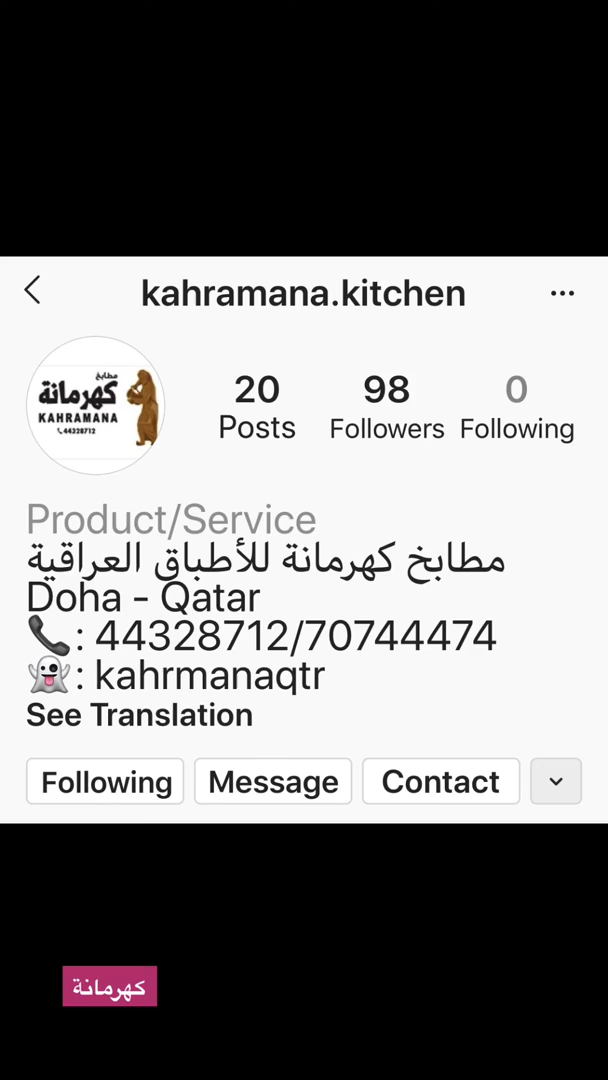 kahramana.kitchen
مطابخ
كهرمانة
KAHRAMANA
44328712
20 98 0
Posts Followers Following
Product/Service
مطابخ كهرمانة للأطباق العراقية
Doha - Qatar
📞: 44328712/70744474
👻: kahrmanaqtr
See Translation
Following Message Contact
كهرمانة